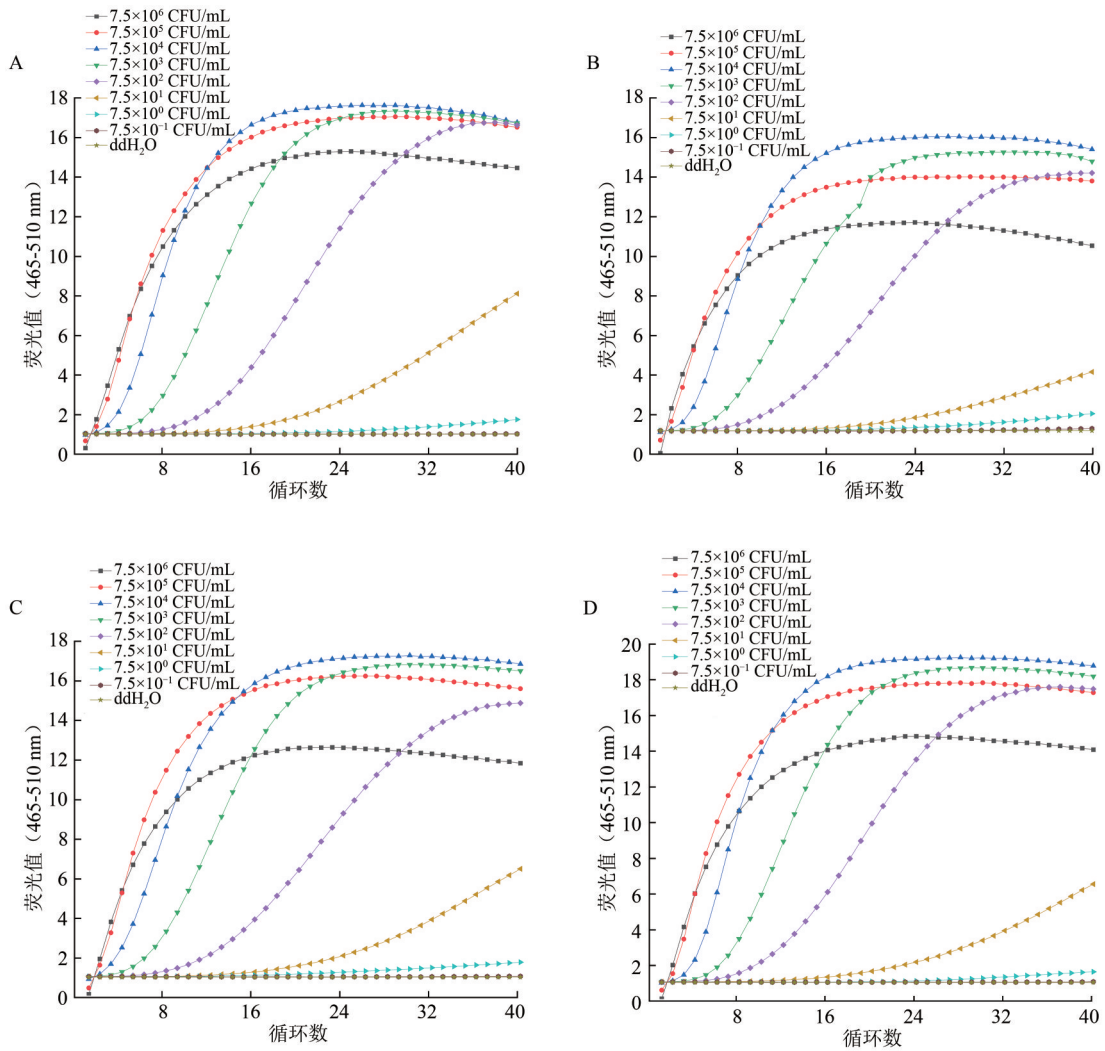 A
7.5×10⁶ CFU/mL
7.5×10⁵ CFU/mL
7.5×10⁴ CFU/mL
7.5×10³ CFU/mL
7.5×10² CFU/mL
7.5×10¹ CFU/mL
7.5×10⁰ CFU/mL
7.5×10⁻¹ CFU/mL
ddH₂O
18
16
14
12
10
8
6
4
2
0
荧光值（465-510 nm）
8 16 24 32 40
循环数
B
7.5×10⁶ CFU/mL
7.5×10⁵ CFU/mL
7.5×10⁴ CFU/mL
7.5×10³ CFU/mL
7.5×10² CFU/mL
7.5×10¹ CFU/mL
7.5×10⁰ CFU/mL
7.5×10⁻¹ CFU/mL
ddH₂O
18
16
14
12
10
8
6
4
2
0
荧光值（465-510 nm）
8 16 24 32 40
循环数
C
7.5×10⁶ CFU/mL
7.5×10⁵ CFU/mL
7.5×10⁴ CFU/mL
7.5×10³ CFU/mL
7.5×10² CFU/mL
7.5×10¹ CFU/mL
7.5×10⁰ CFU/mL
7.5×10⁻¹ CFU/mL
ddH₂O
18
16
14
12
10
8
6
4
2
0
荧光值（465-510 nm）
8 16 24 32 40
循环数
D
7.5×10⁶ CFU/mL
7.5×10⁵ CFU/mL
7.5×10⁴ CFU/mL
7.5×10³ CFU/mL
7.5×10² CFU/mL
7.5×10¹ CFU/mL
7.5×10⁰ CFU/mL
7.5×10⁻¹ CFU/mL
ddH₂O
20
18
16
14
12
10
8
6
4
2
0
荧光值（465-510 nm）
8 16 24 32 40
循环数